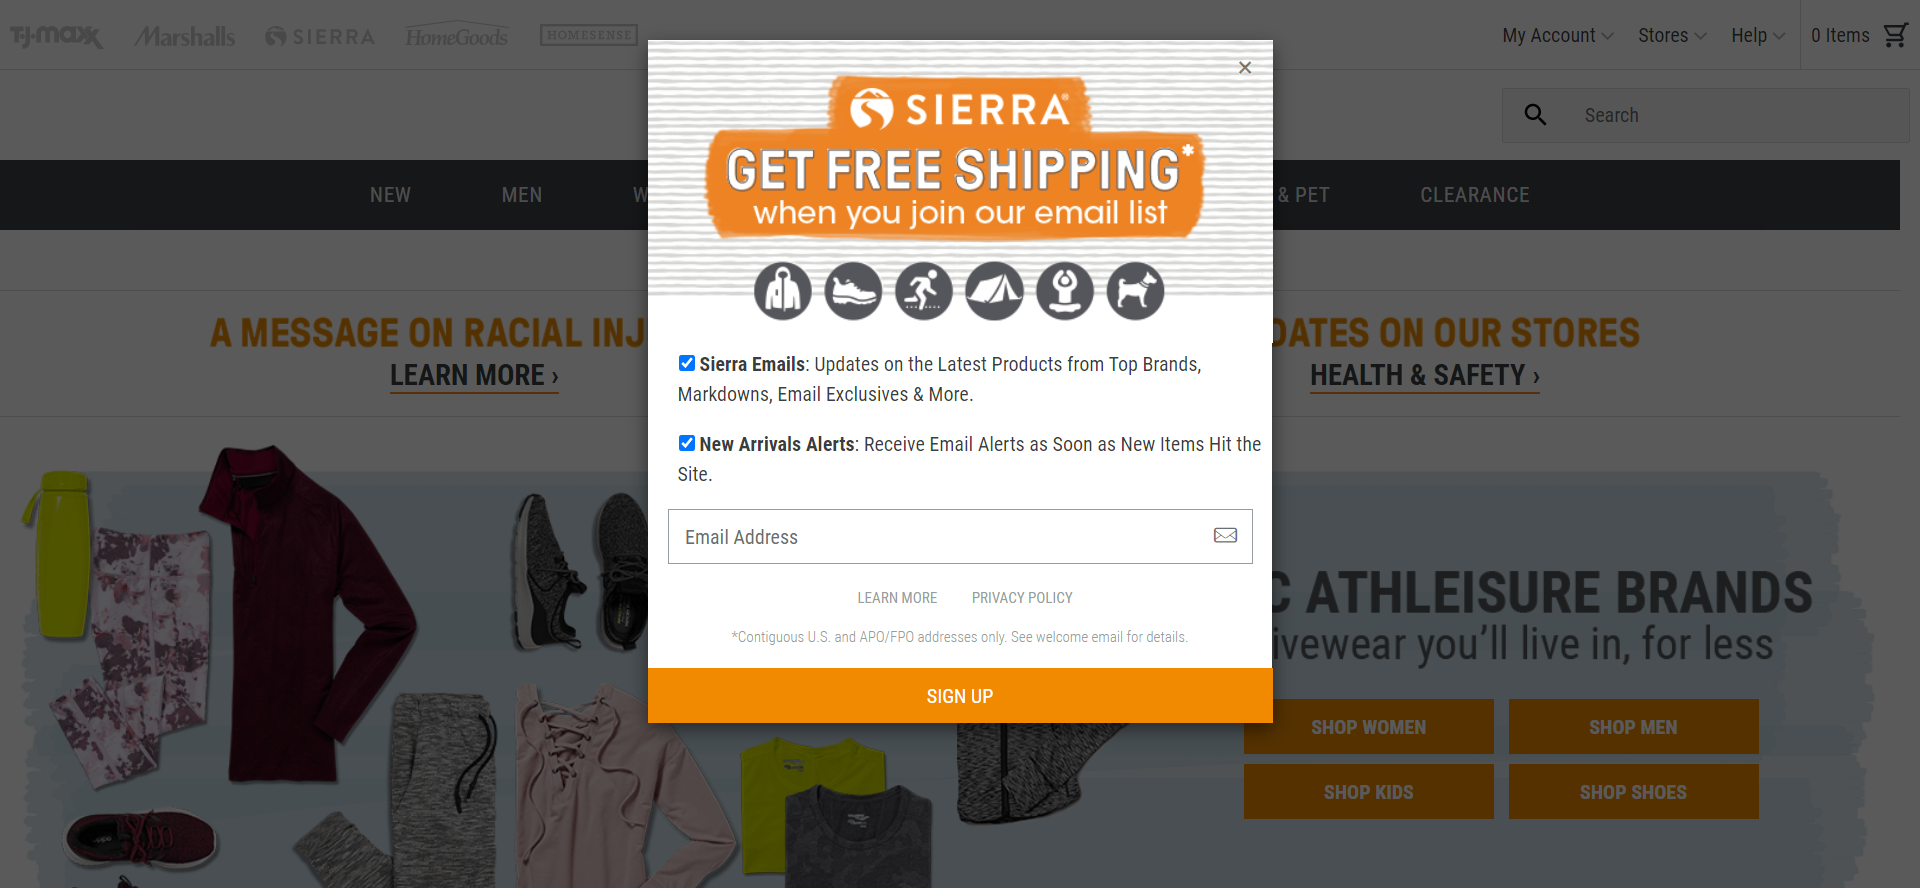 T·J·maxx Marshalls SIERRA HomeGoods HOMESENSE
My Account Stores Help 0 Items
Search
NEW MEN W & PET CLEARANCE
A MESSAGE ON RACIAL INJ
LEARN MORE ›
DATES ON OUR STORES
HEALTH & SAFETY ›
×
SIERRA®
GET FREE SHIPPING*
when you join our email list
Sierra Emails: Updates on the Latest Products from Top Brands,
Markdowns, Email Exclusives & More.
New Arrivals Alerts: Receive Email Alerts as Soon as New Items Hit the
Site.
Email Address
LEARN MORE PRIVACY POLICY
*Contiguous U.S. and APO/FPO addresses only. See welcome email for details.
SIGN UP
C ATHLEISURE BRANDS
ivewear you'll live in, for less
SHOP WOMEN SHOP MEN
SHOP KIDS SHOP SHOES